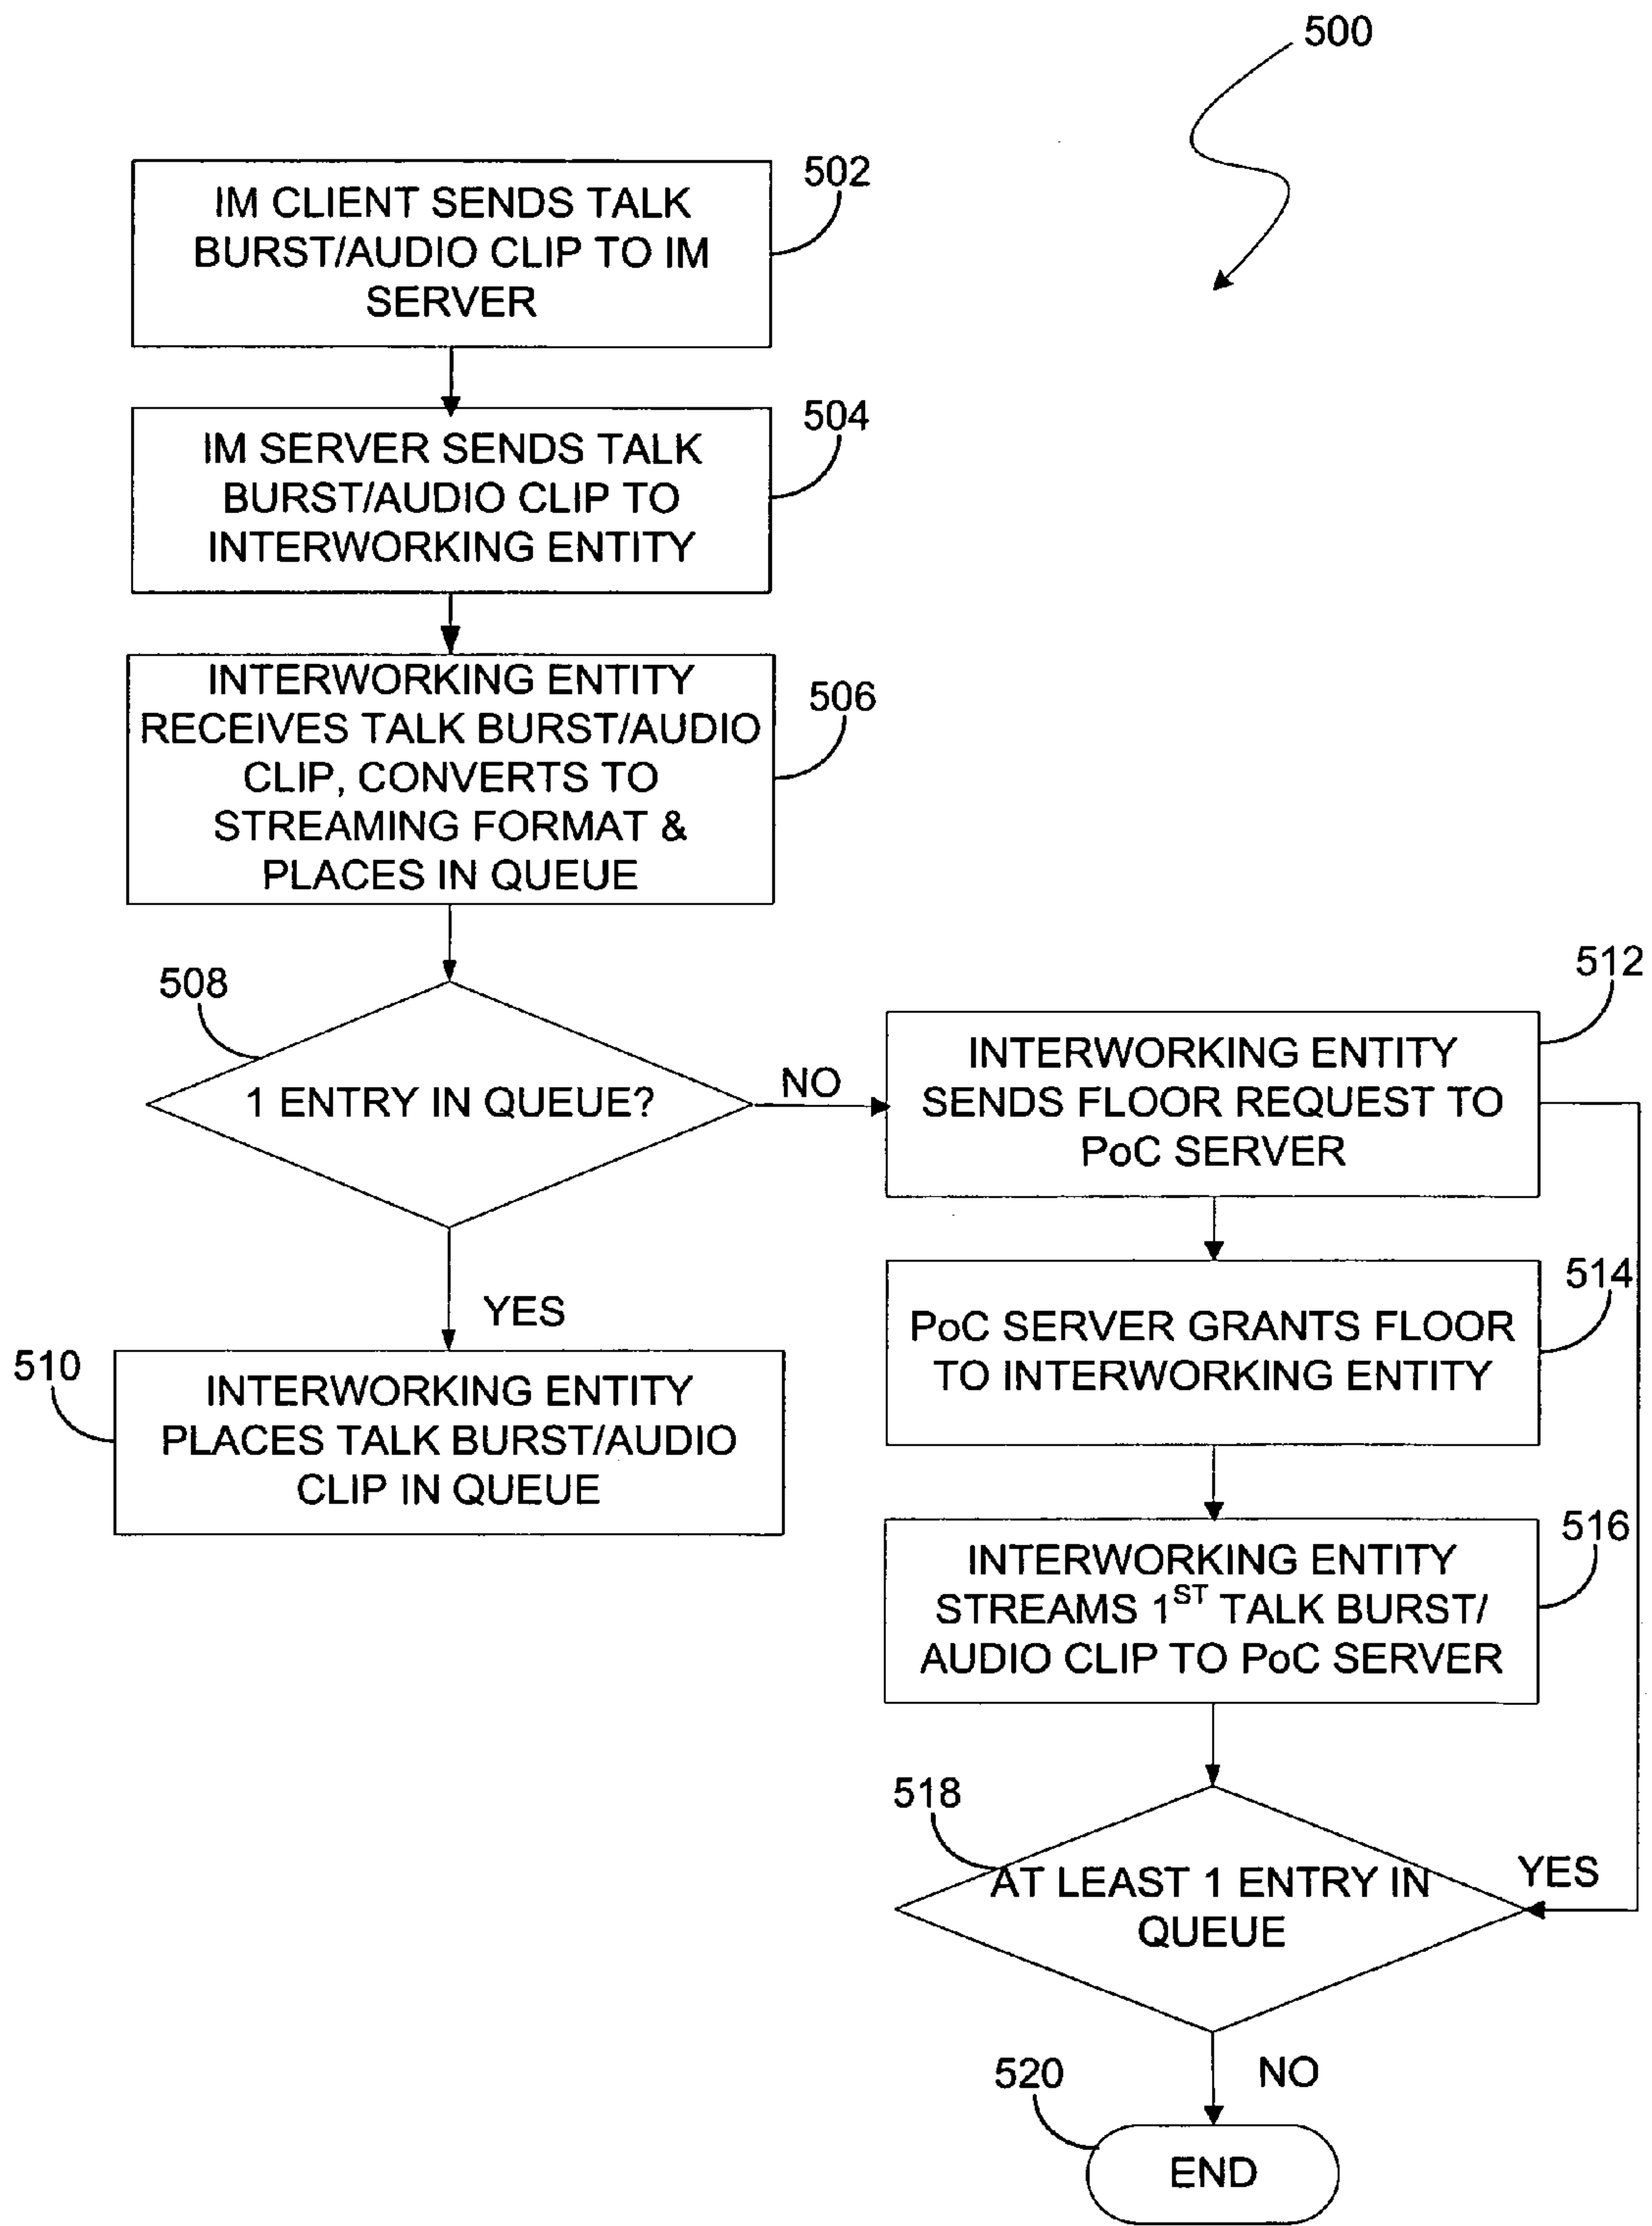 500
502
IM CLIENT SENDS TALK
BURST/AUDIO CLIP TO IM
SERVER
504
IM SERVER SENDS TALK
BURST/AUDIO CLIP TO
INTERWORKING ENTITY
506
INTERWORKING ENTITY
RECEIVES TALK BURST/AUDIO
CLIP, CONVERTS TO
STREAMING FORMAT &
PLACES IN QUEUE
508
1 ENTRY IN QUEUE?
NO
YES
510
INTERWORKING ENTITY
PLACES TALK BURST/AUDIO
CLIP IN QUEUE
512
INTERWORKING ENTITY
SENDS FLOOR REQUEST TO
PoC SERVER
514
PoC SERVER GRANTS FLOOR
TO INTERWORKING ENTITY
516
INTERWORKING ENTITY
STREAMS 1ST TALK BURST/
AUDIO CLIP TO PoC SERVER
518
AT LEAST 1 ENTRY IN
QUEUE
YES
NO
520
END